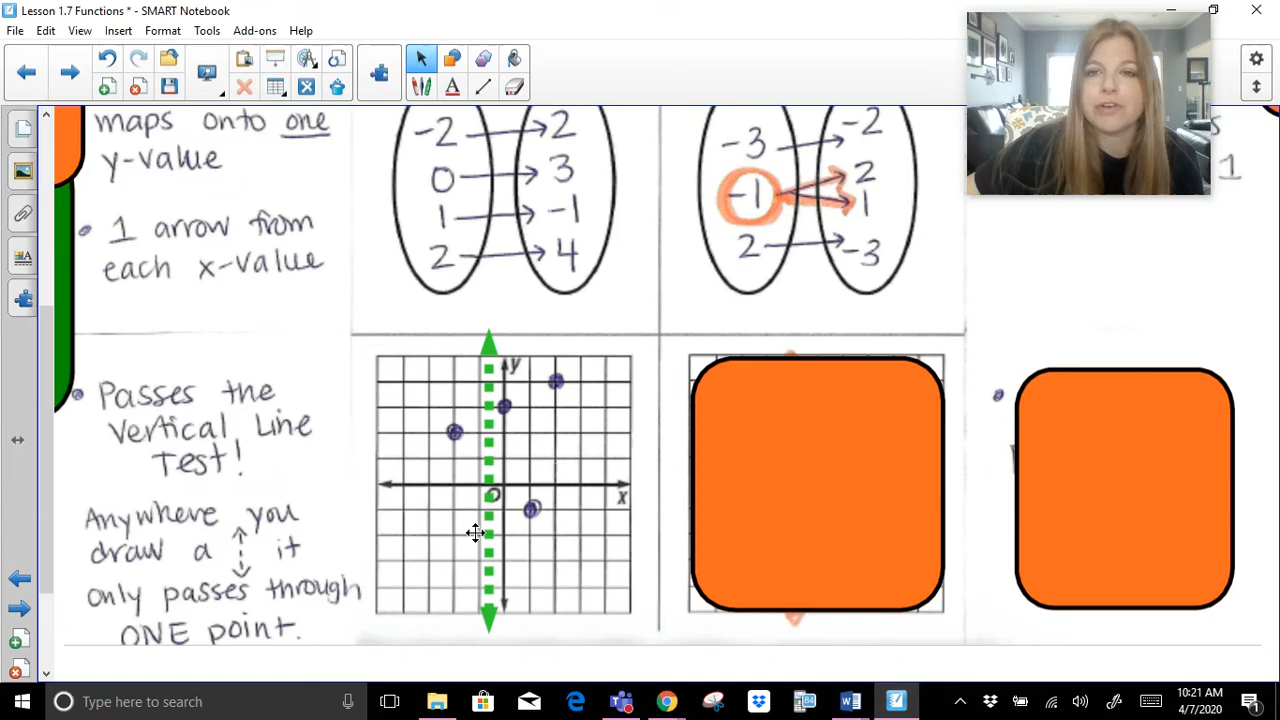 Lesson 1.7 Functions * - SMART Notebook
File Edit View Insert Format Tools Add-ons Help
maps onto one
y-value
• 1 arrow from
each x-value
-2 2
0 3
1 -1
2 4
-3 -2
-1 2
1
2 -3
1
• Passes the
Vertical Line
Test!
Anywhere you
draw a it
only passes through
ONE point.
y
x
0
Type here to search
10:21 AM
4/7/2020